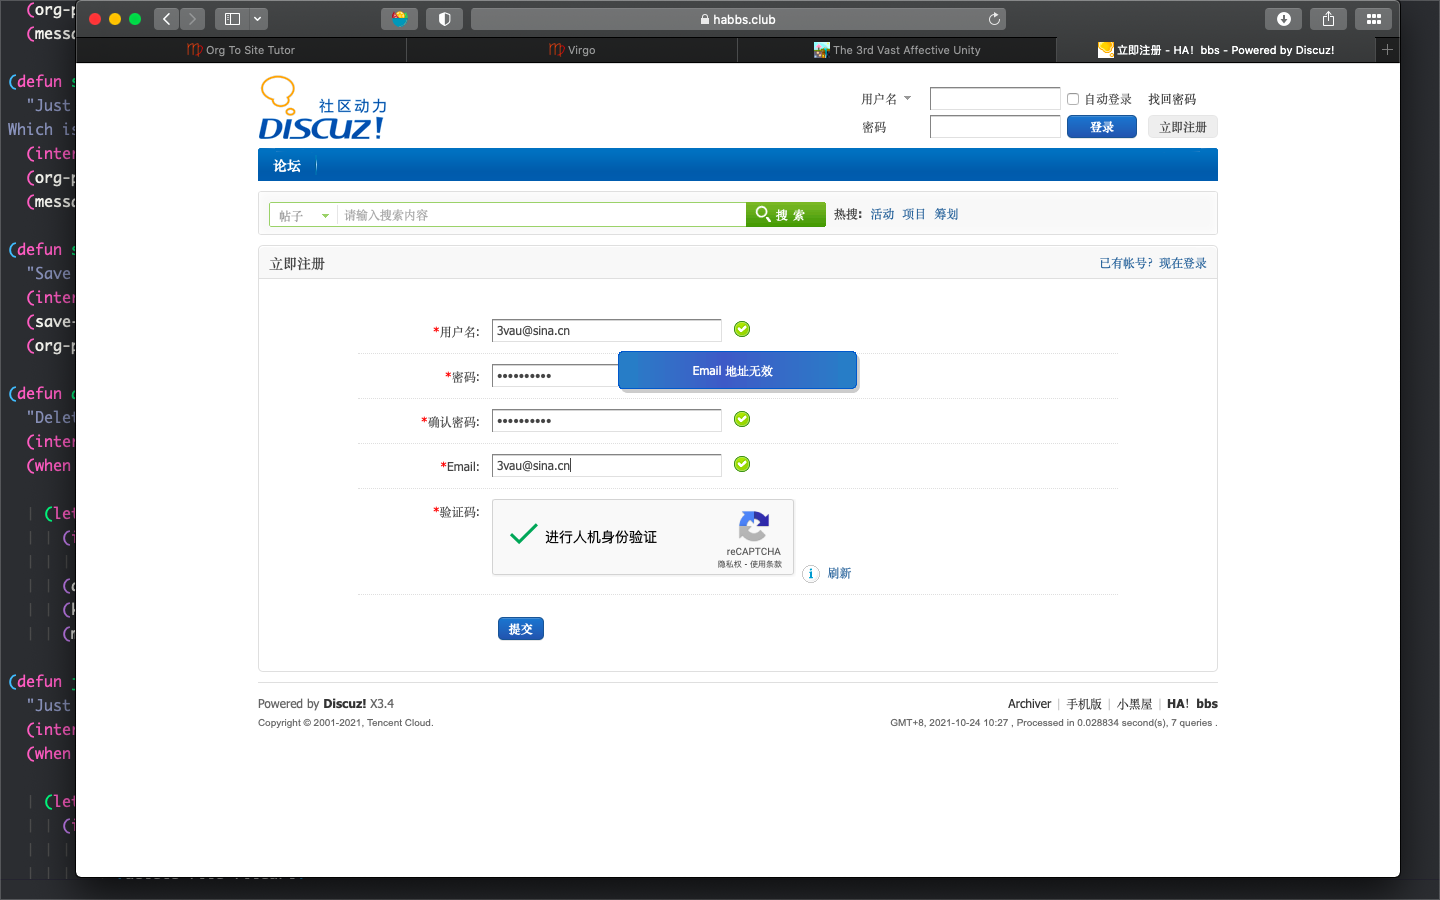 habbs.club
Org To Site Tutor
Virgo
The 3rd Vast Affective Unity
立即注册 - HA! bbs - Powered by Discuz!
(org-p
(messa
(defun s
"Just
Which is
(inter
(org-p
(messa
(defun s
"Save
(inter
(save-
(org-p
(defun d
"Delet
(inter
(when
(let
(i
(defun j
"Just
(inter
(when
(let
(i
社区动力
DISCUZ!
用户名
自动登录 找回密码
密码
登录 立即注册
论坛
帖子 请输入搜索内容 搜索 热搜: 活动 项目 筹划
立即注册 已有帐号? 现在登录
*用户名: 3vau@sina.cn
Email 地址无效
*密码: ••••••••••
*确认密码: ••••••••••
*Email: 3vau@sina.cn
*验证码:
进行人机身份验证
reCAPTCHA
隐私权 - 使用条款
刷新
提交
Powered by Discuz! X3.4
Copyright © 2001-2021, Tencent Cloud.
Archiver | 手机版 | 小黑屋 | HA! bbs
GMT+8, 2021-10-24 10:27 , Processed in 0.028834 second(s), 7 queries .